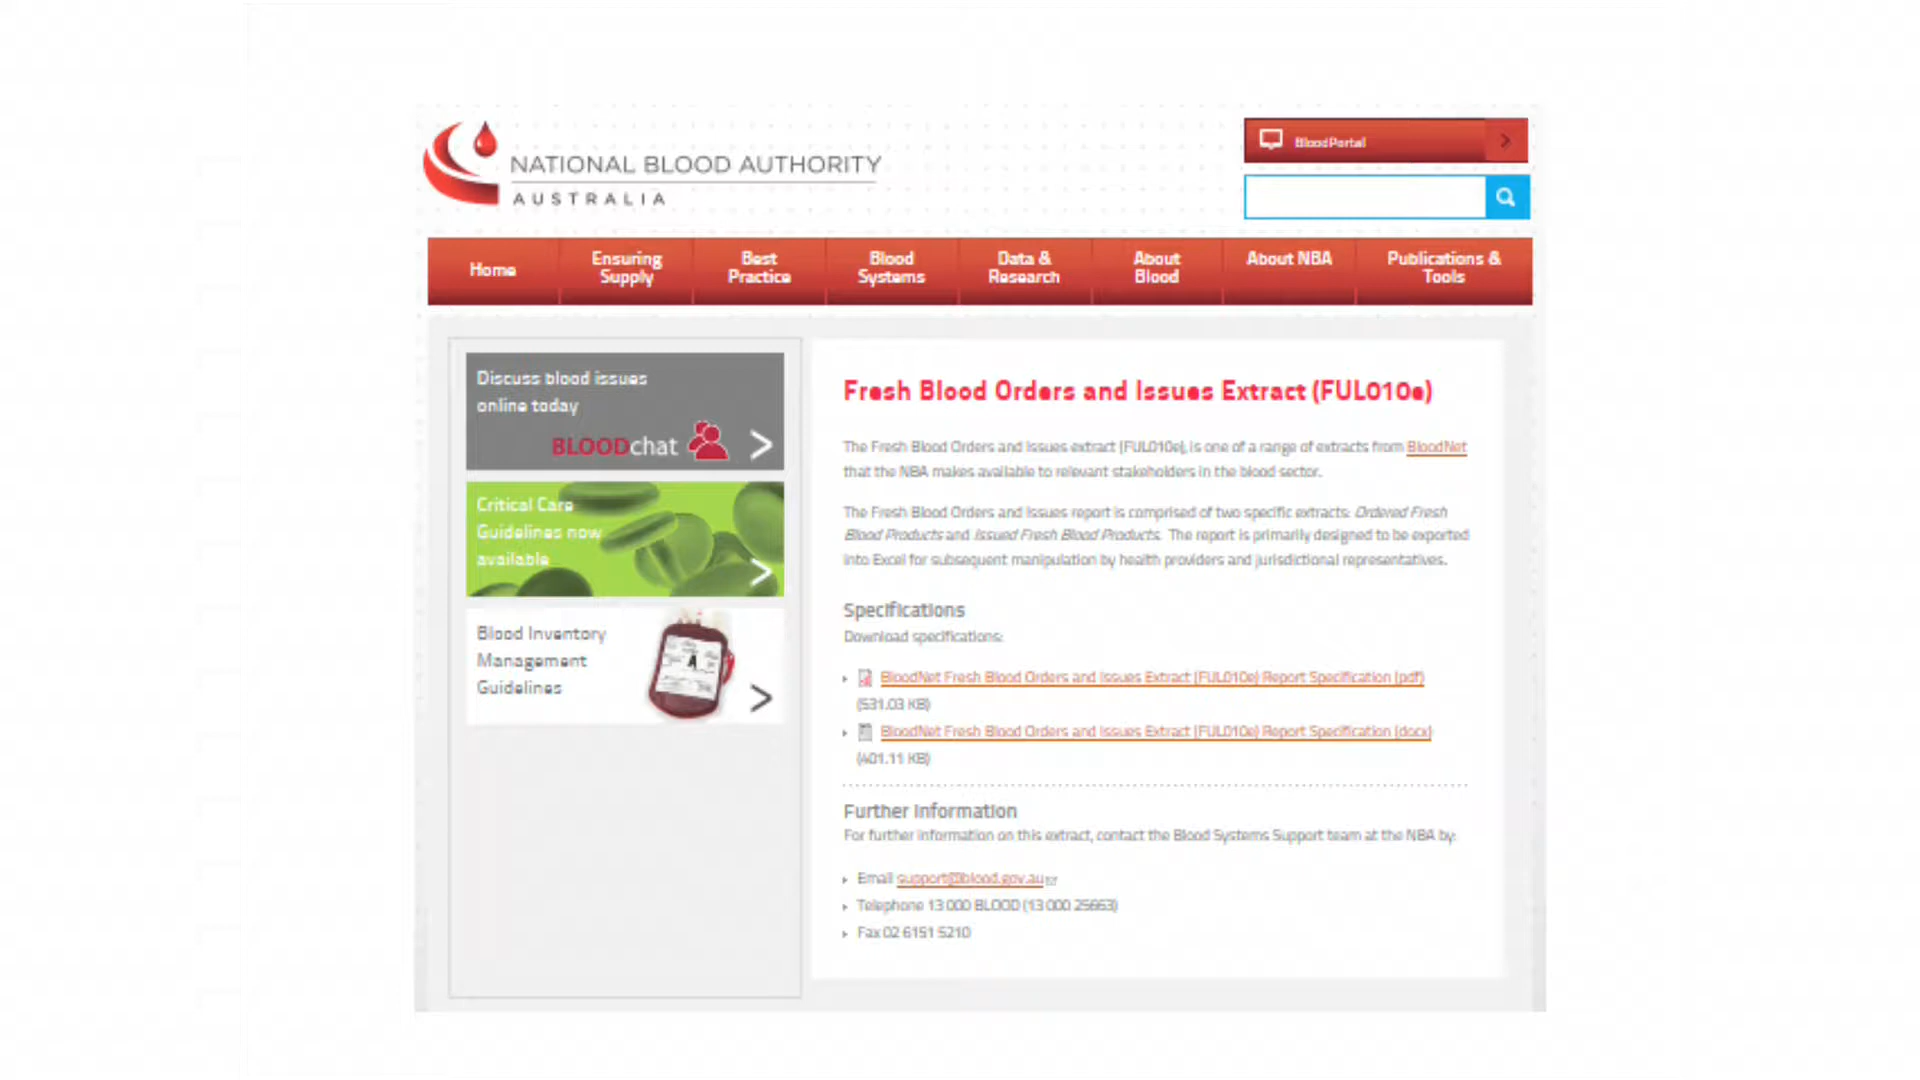 NATIONAL BLOOD AUTHORITY
AUSTRALIA
BloodPortal
Home
Ensuring
Supply
Best
Practice
Blood
Systems
Data &
Research
About
Blood
About NBA
Publications &
Tools
Discuss blood issues
online today
BLOODchat
Critical Care
Guidelines now
available
Blood Inventory
Management
Guidelines
A
Fresh Blood Orders and Issues Extract (FUL010e)
The Fresh Blood Orders and Issues extract (FUL010e), is one of a range of extracts from BloodNet
that the NBA makes available to relevant stakeholders in the blood sector.
The Fresh Blood Orders and Issues report is comprised of two specific extracts: Ordered Fresh
Blood Products and Issued Fresh Blood Products. The report is primarily designed to be exported
into Excel for subsequent manipulation by health providers and jurisdictional representatives.
Specifications
Download specifications:
BloodNet Fresh Blood Orders and Issues Extract (FUL010e) Report Specification (pdf)
(531.03 KB)
BloodNet Fresh Blood Orders and Issues Extract (FUL010e) Report Specification (docx)
(401.11 KB)
Further Information
For further information on this extract, contact the Blood Systems Support team at the NBA by:
Email support@blood.gov.au
Telephone 13 000 BLOOD (13 000 25663)
Fax 02 6151 5210